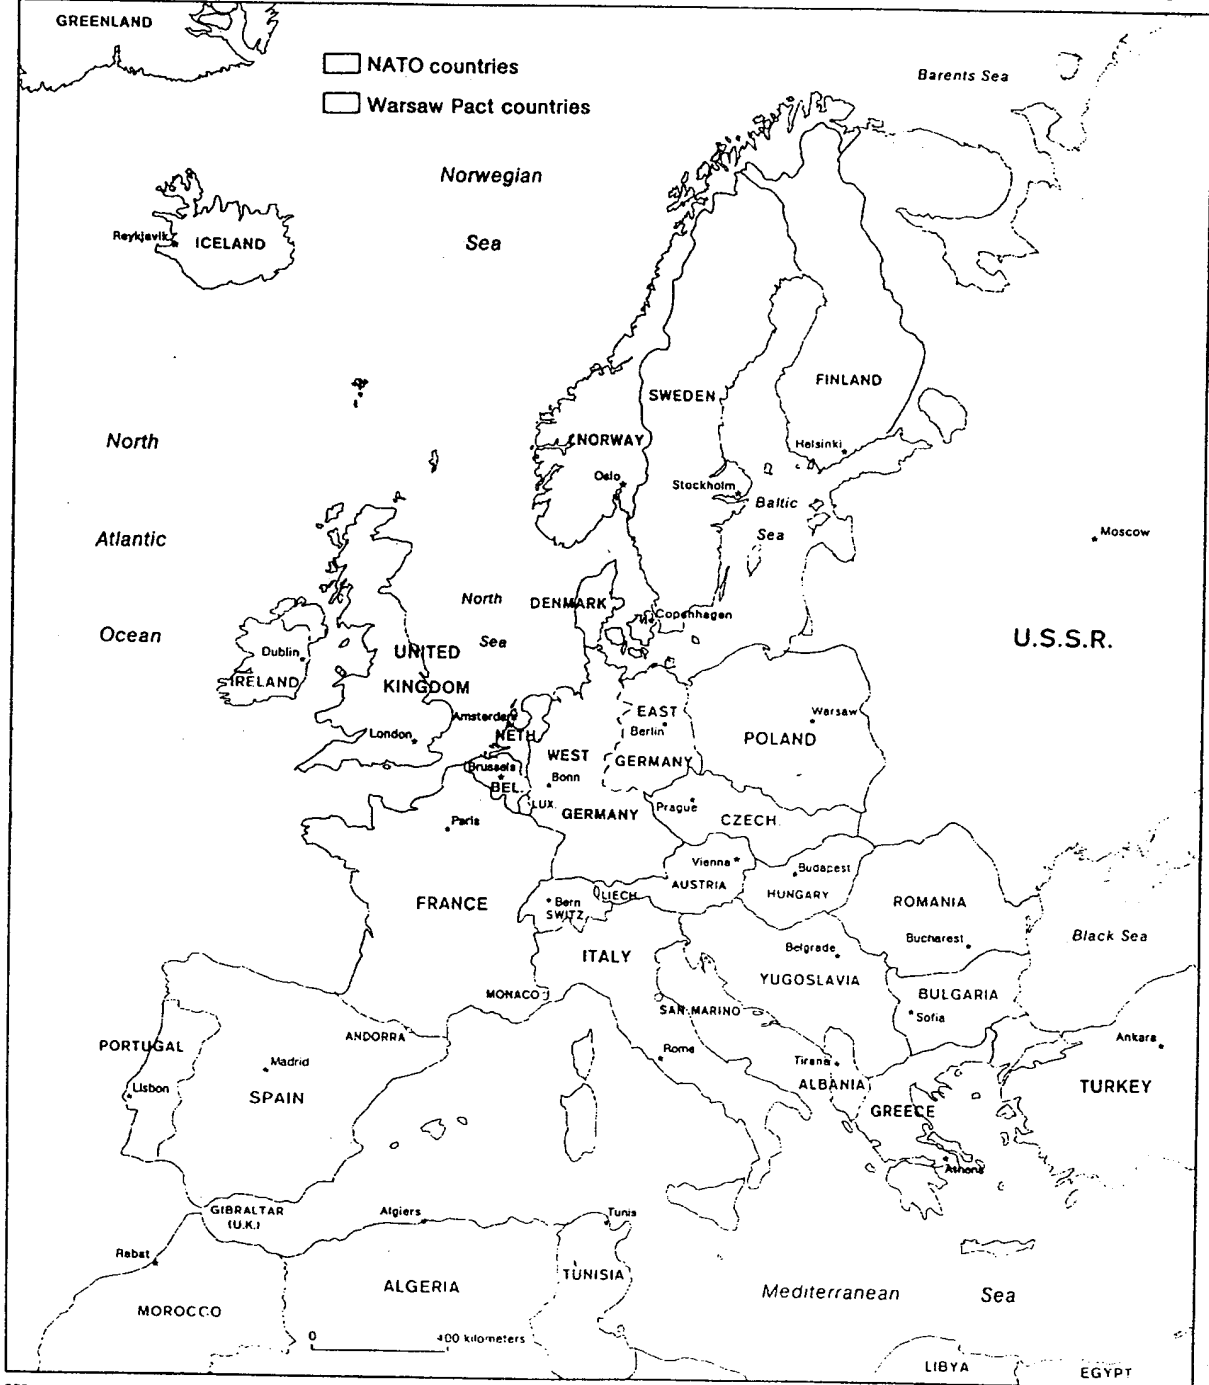 GREENLAND
NATO countries
Warsaw Pact countries
Barents Sea
Norwegian
Sea
Reykjavik
ICELAND
FINLAND
SWEDEN
North
NORWAY
Helsinki
Oslo
Stockholm
Baltic
Sea
Atlantic
Moscow
North
DENMARK
Copenhagen
Ocean
Sea
U.S.S.R.
Dublin
UNITED
IRELAND
KINGDOM
Amsterdam
EAST
Warsaw
London
NETH.
Berlin
POLAND
WEST
GERMANY
Brussels
Bonn
BEL.
LUX.
GERMANY
Prague
CZECH.
Paris
Vienna
Budapest
AUSTRIA
HUNGARY
LIECH.
FRANCE
Bern
SWITZ.
ROMANIA
Bucharest
Black Sea
ITALY
Belgrade
YUGOSLAVIA
MONACO
BULGARIA
SAN MARINO
Sofia
ANDORRA
PORTUGAL
Ankara
Madrid
Rome
Tirana
ALBANIA
TURKEY
Lisbon
SPAIN
GREECE
Athens
GIBRALTAR
(U.K.)
Algiers
Tunis
Rabat
ALGERIA
TUNISIA
Mediterranean
Sea
MOROCCO
0
400 kilometers
LIBYA
EGYPT